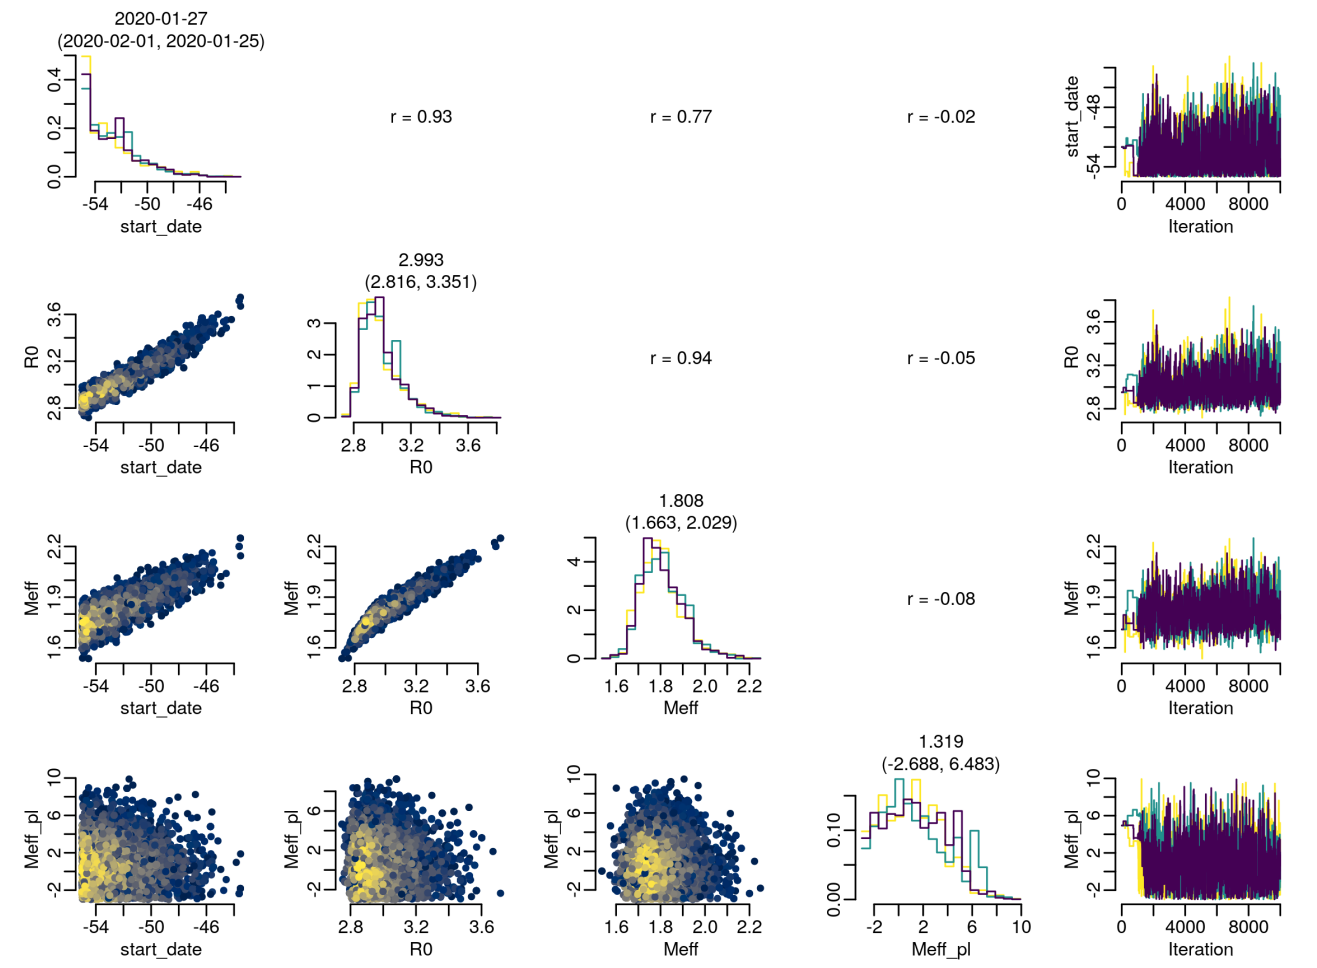 2020-01-27
(2020-02-01, 2020-01-25)
0.0 0.2 0.4
-54 -50 -46
start_date
r = 0.93
r = 0.77
r = -0.02
start_date
-54 -48
0 4000 8000
Iteration
R0
2.8 3.2 3.6
-54 -50 -46
start_date
2.993
(2.816, 3.351)
0 1 2 3
2.8 3.2 3.6
R0
r = 0.94
r = -0.05
R0
2.8 3.2 3.6
0 4000 8000
Iteration
Meff
1.6 1.9 2.2
-54 -50 -46
start_date
Meff
1.6 1.9 2.2
2.8 3.2 3.6
R0
1.808
(1.663, 2.029)
0 2 4
1.6 1.8 2.0 2.2
Meff
r = -0.08
Meff
1.6 1.9 2.2
0 4000 8000
Iteration
Meff_pl
-2 2 6 10
-54 -50 -46
start_date
Meff_pl
-2 2 6
2.8 3.2 3.6
R0
Meff_pl
-2 2 6 10
1.6 1.8 2.0 2.2
Meff
1.319
(-2.688, 6.483)
0.00 0.10
-2 2 6 10
Meff_pl
Meff_pl
-2 2 6 10
0 4000 8000
Iteration